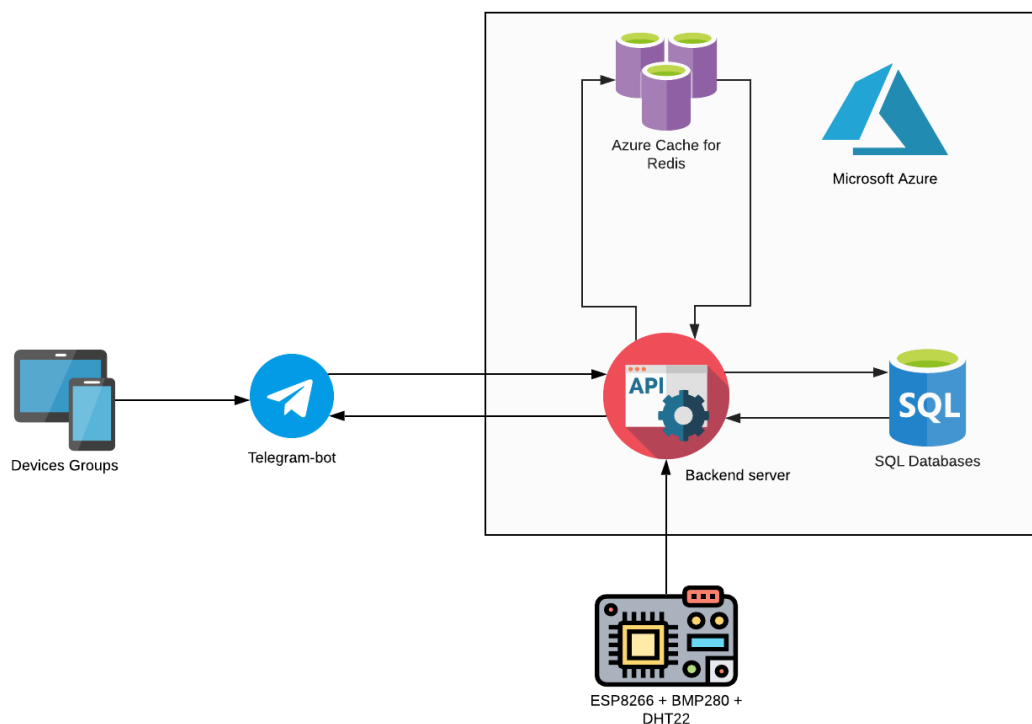 Azure Cache for
Redis
Microsoft Azure
API
SQL
Devices Groups
Telegram-bot
Backend server
SQL Databases
ESP8266 + BMP280 +
DHT22